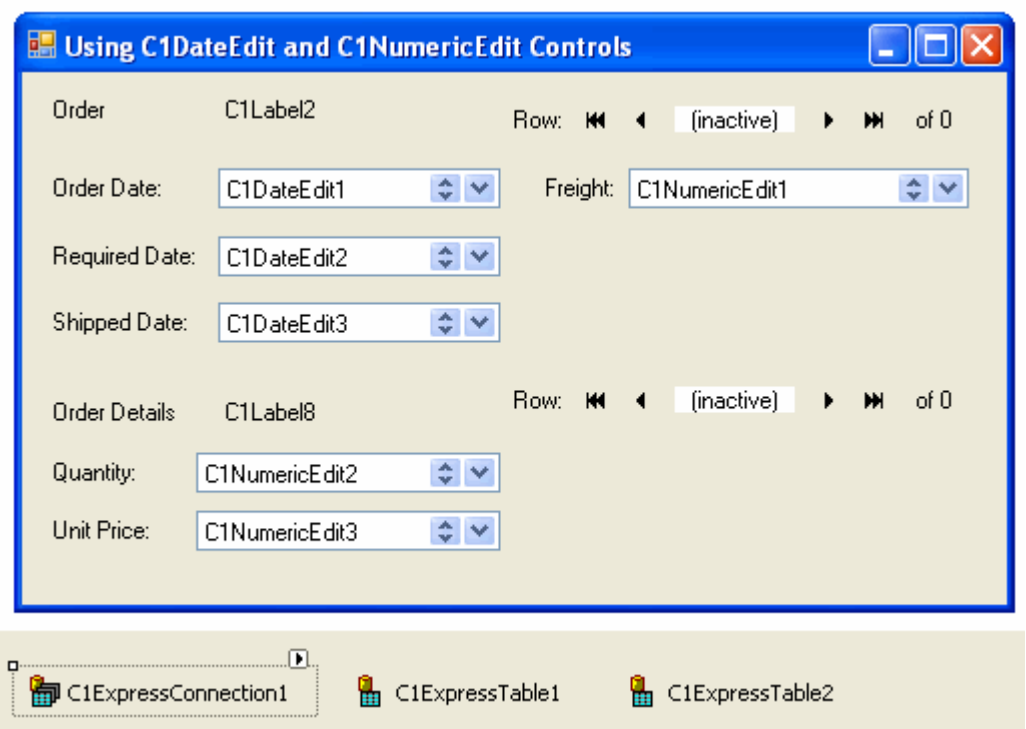 Using C1DateEdit and C1NumericEdit Controls
Order C1Label2 Row: (inactive) of 0
Order Date: C1DateEdit1 Freight: C1NumericEdit1
Required Date: C1DateEdit2
Shipped Date: C1DateEdit3
Order Details C1Label8 Row: (inactive) of 0
Quantity: C1NumericEdit2
Unit Price: C1NumericEdit3
C1ExpressConnection1 C1ExpressTable1 C1ExpressTable2